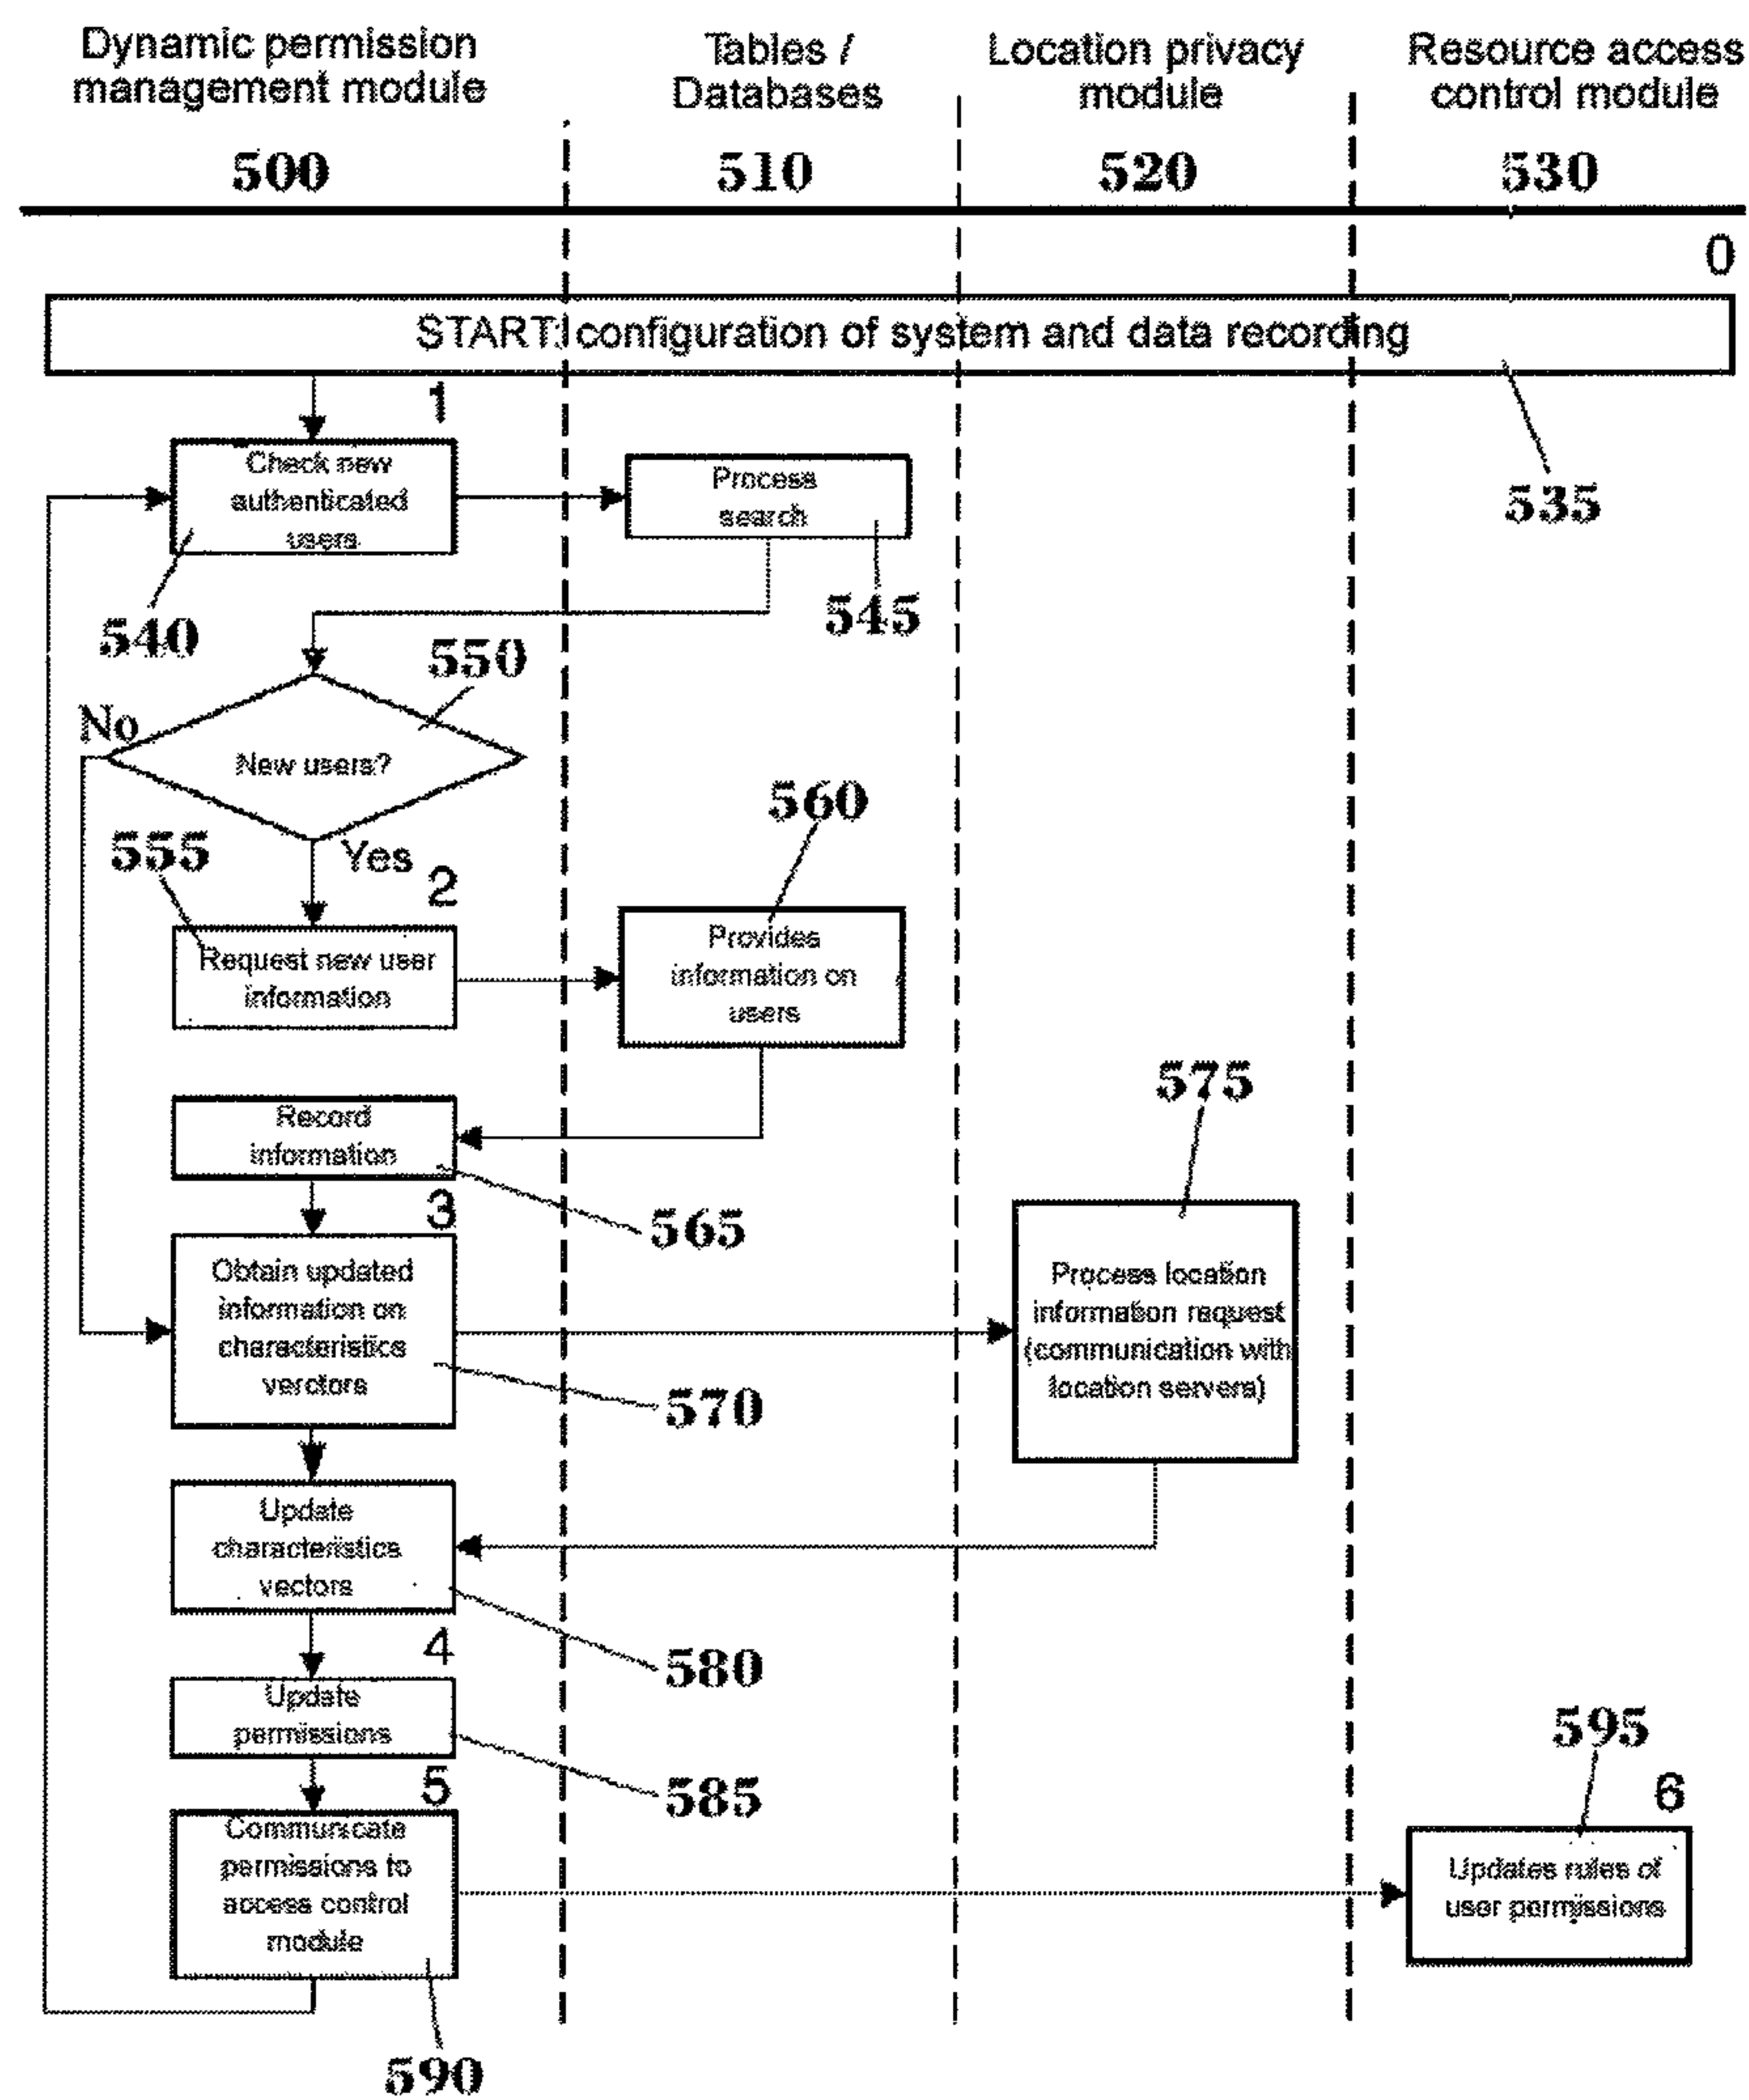 Dynamic permission
management module
Tables /
Databases
Location privacy
module
Resource access
control module
500
510
520
530
0
START: configuration of system and data recording
535
1
Check new
authenticated
users
540
Process
search
545
550
No
New users?
Yes
555
2
Request new user
information
560
Provides
information on
users
Record
information
565
3
Obtain updated
information on
characteristics
verctors
570
575
Process location
information request
(communication with
location servers)
Update
characteristics
vectors
580
4
Update
permissions
585
5
Communicate
permissions to
access control
module
590
595
6
Updates rules of
user permissions